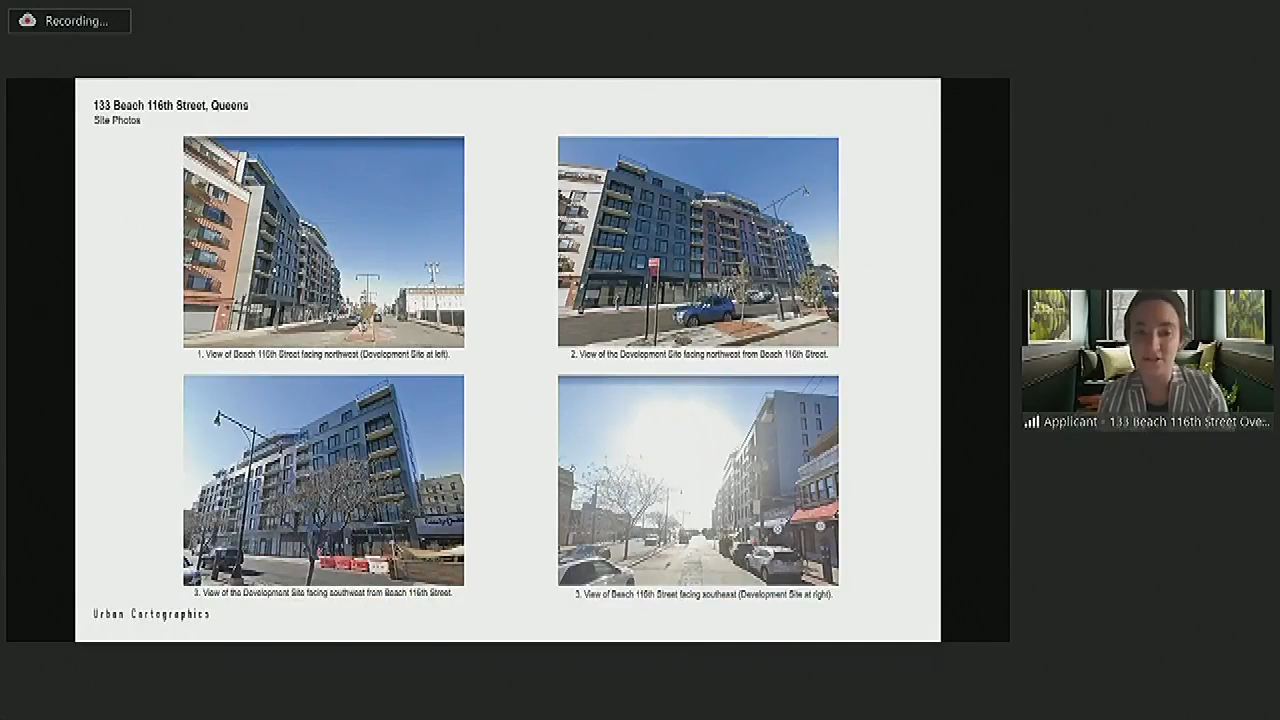 Recording...
133 Beach 116th Street, Queens
Site Photos
1. View of Beach 116th Street facing northwest (Development Site at left).
2. View of the Development Site facing northwest from Beach 116th Street.
3. View of the Development Site facing southwest from Beach 116th Street.
3. View of Beach 116th Street facing southeast (Development Site at right).
Urban Cartographics
Applicant - 133 Beach 116th Street Ove...